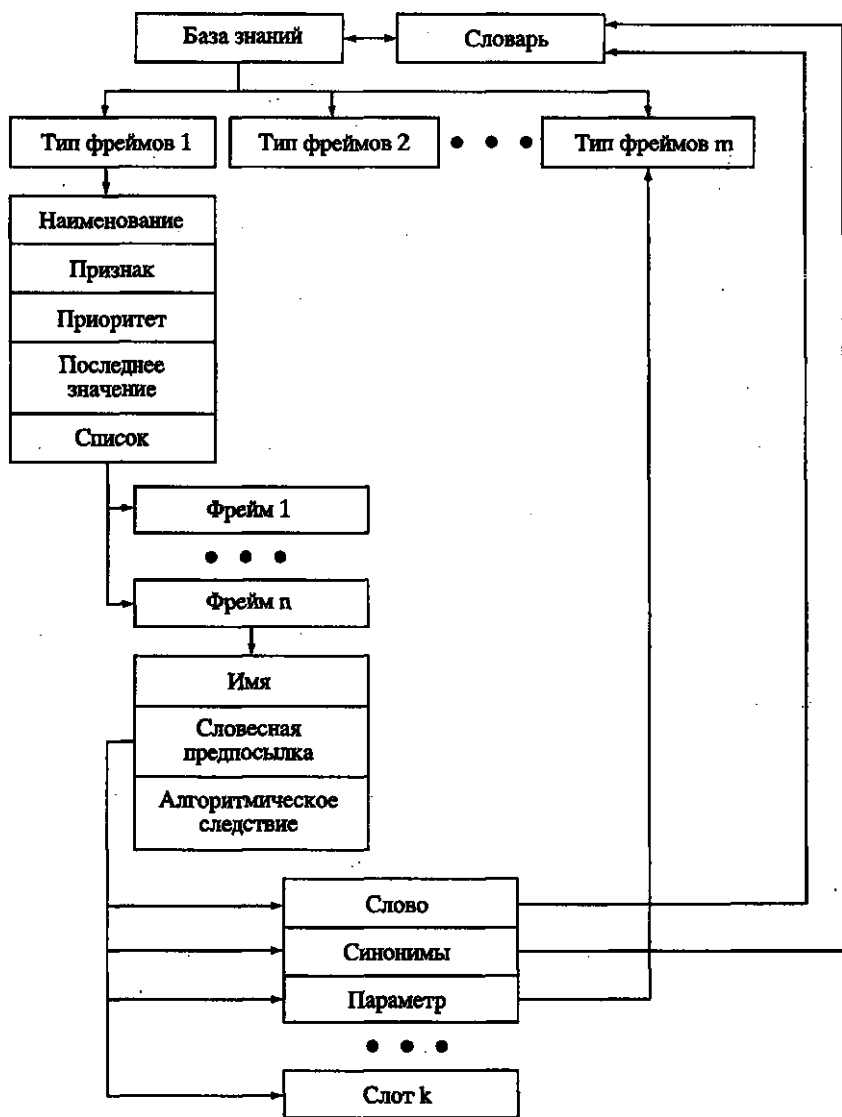 База знаний
Словарь
Тип фреймов 1
Тип фреймов 2
Тип фреймов m
Наименование
Признак
Приоритет
Последнее
значение
Список
Фрейм 1
Фрейм n
Имя
Словесная
предпосылка
Алгоритмическое
следствие
Слово
Синонимы
Параметр
Слот k